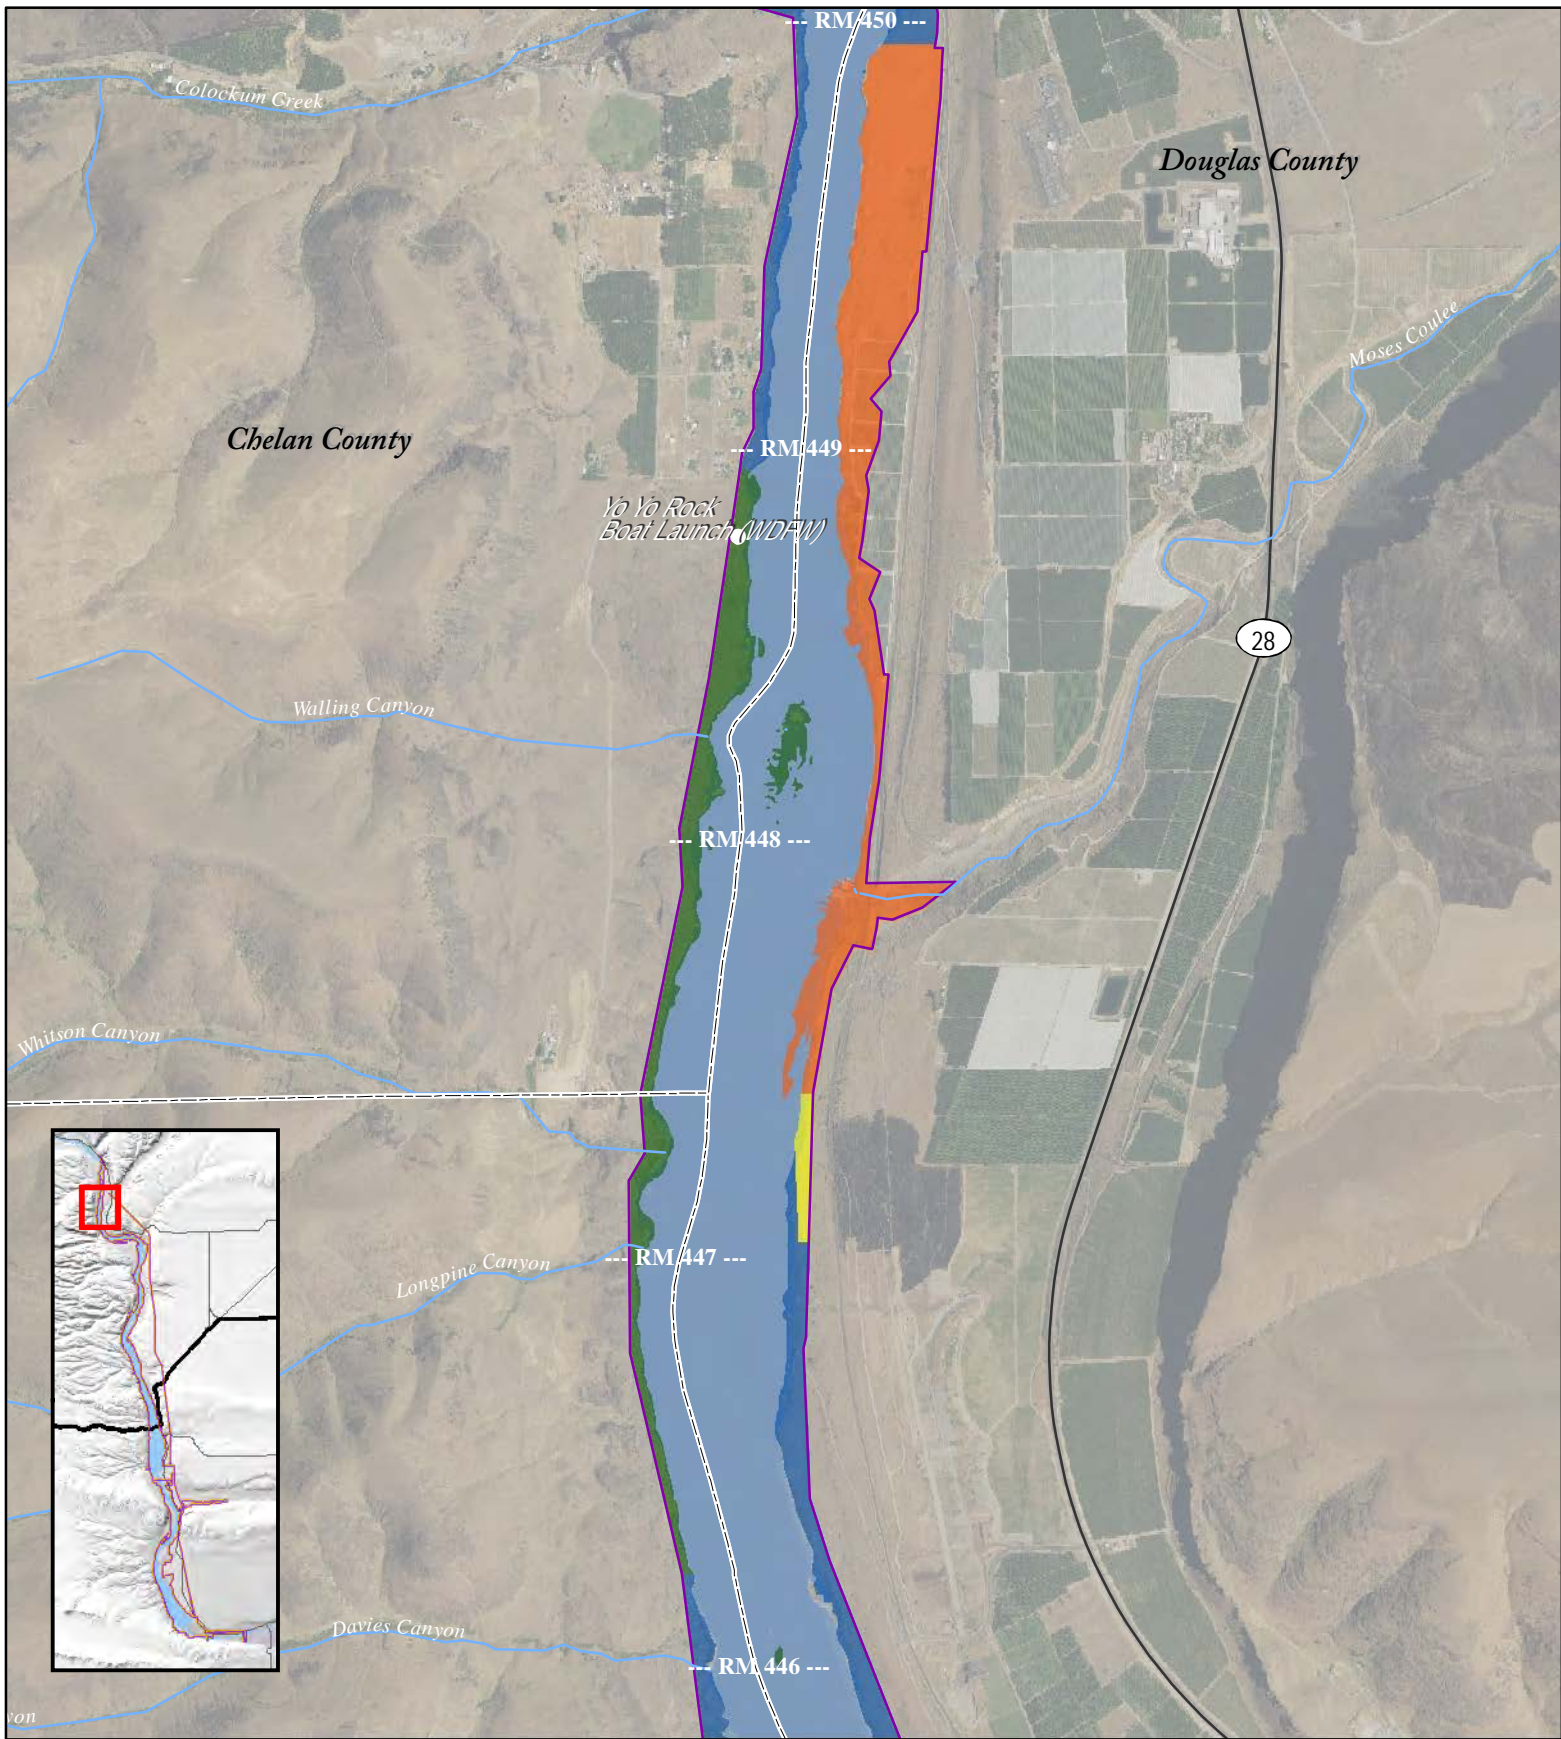 --- RM 450 ---
Colockum Creek
Douglas County
Moses Coulee
Chelan County
--- RM 449 ---
Yo Yo Rock
Boat Launch (WDFW)
28
Walling Canyon
--- RM 448 ---
Whitson Canyon
--- RM 447 ---
Longpine Canyon
Davies Canyon
--- RM 446 ---
yon